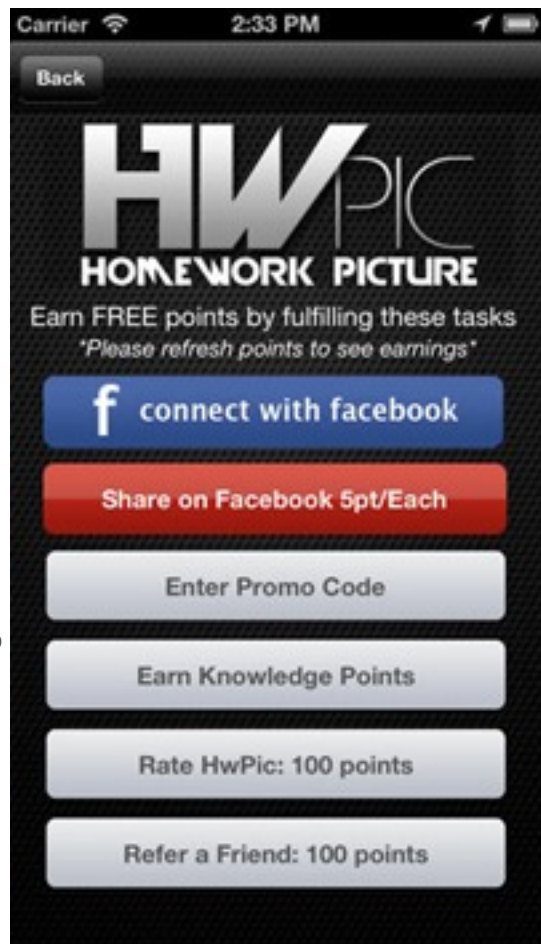 Carrier 2:33 PM
Back
HW PIC
HOMEWORK PICTURE
Earn FREE points by fulfilling these tasks
*Please refresh points to see earnings*
f connect with facebook
Share on Facebook 5pt/Each
Enter Promo Code
Earn Knowledge Points
Rate HwPic: 100 points
Refer a Friend: 100 points